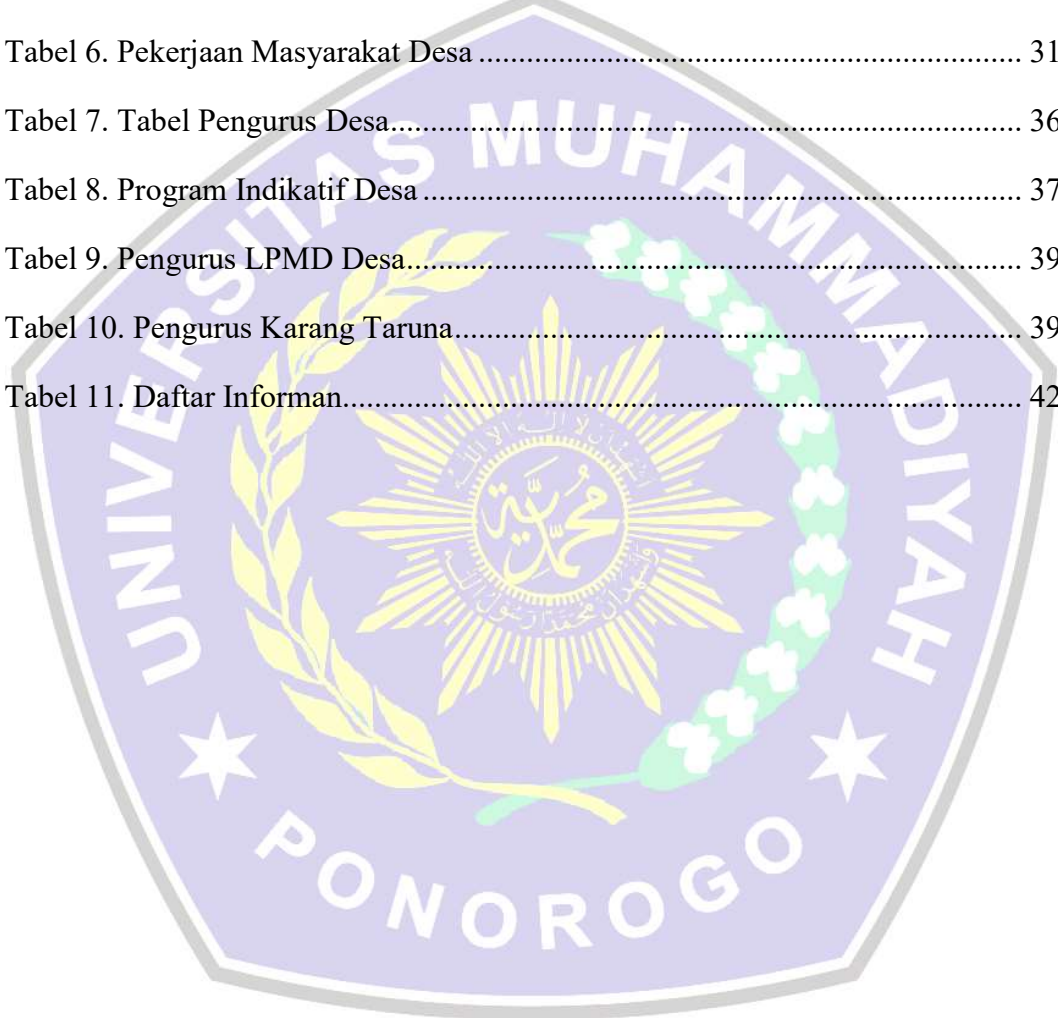 Tabel 6. Pekerjaan Masyarakat Desa ........................................................................ 31
Tabel 7. Tabel Pengurus Desa.................................................................................... 36
Tabel 8. Program Indikatif Desa ................................................................................ 37
Tabel 9. Pengurus LPMD Desa.................................................................................. 39
Tabel 10. Pengurus Karang Taruna............................................................................ 39
Tabel 11. Daftar Informan.......................................................................................... 42
UNIVERSITAS MUHAMMADIYAH
محمدية
PONOROGO